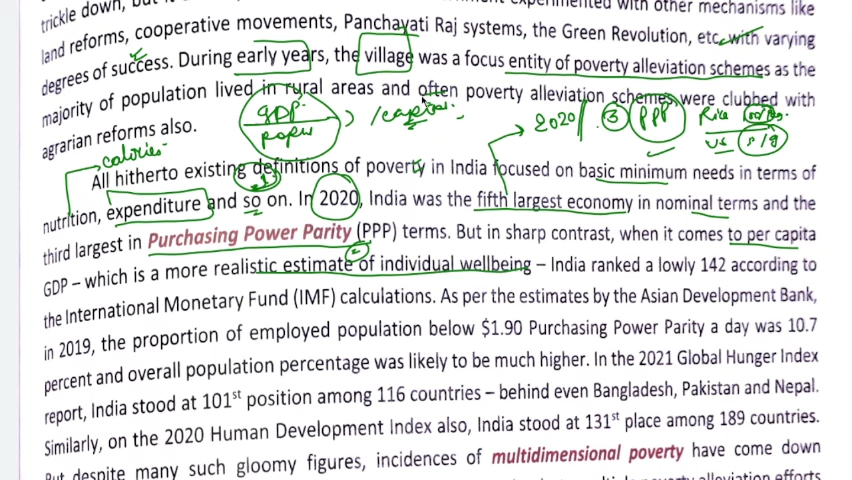 trickle down, but it experimented with other mechanisms like
land reforms, cooperative movements, Panchayati Raj systems, the Green Revolution, etc. with varying
degrees of success. During early years, the village was a focus entity of poverty alleviation schemes as the
majority of population lived in rural areas and often poverty alleviation schemes were clubbed with
GDP / capital 2020 ③ PPP Rice
popu US
agrarian reforms also.
calories
All hitherto existing definitions of poverty in India focused on basic minimum needs in terms of
nutrition, expenditure and so on. In 2020, India was the fifth largest economy in nominal terms and the
third largest in Purchasing Power Parity (PPP) terms. But in sharp contrast, when it comes to per capita
GDP – which is a more realistic estimate of individual wellbeing – India ranked a lowly 142 according to
the International Monetary Fund (IMF) calculations. As per the estimates by the Asian Development Bank,
in 2019, the proportion of employed population below $1.90 Purchasing Power Parity a day was 10.7
percent and overall population percentage was likely to be much higher. In the 2021 Global Hunger Index
report, India stood at 101st position among 116 countries – behind even Bangladesh, Pakistan and Nepal.
Similarly, on the 2020 Human Development Index also, India stood at 131st place among 189 countries.
But despite many such gloomy figures, incidences of multidimensional poverty have come down
poverty alleviation efforts